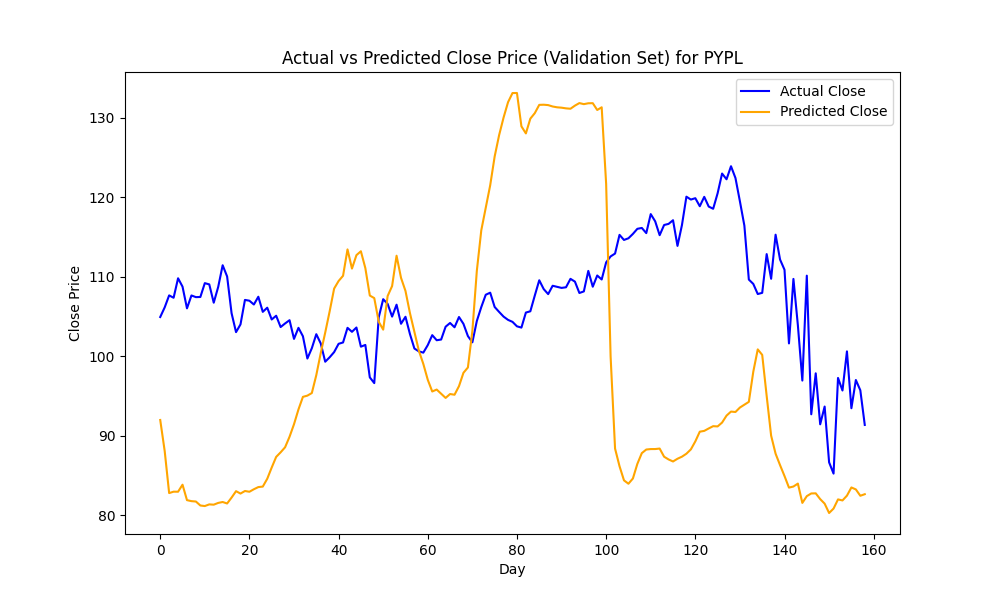 Actual vs Predicted Close Price (Validation Set) for PYPL
Actual Close
Predicted Close
Close Price
130
120
110
100
90
80
0 20 40 60 80 100 120 140 160
Day